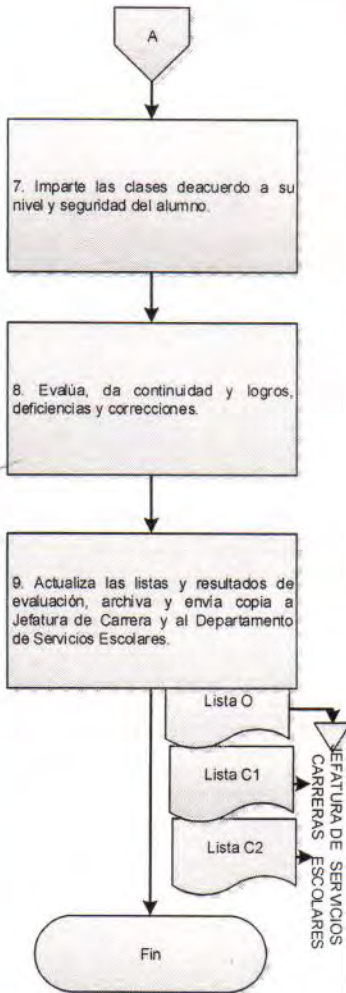 A
7. Imparte las clases deacuerdo a su
nivel y seguridad del alumno.
8. Evalúa, da continuidad y logros,
deficiencias y correcciones.
9. Actualiza las listas y resultados de
evaluación, archiva y envía copia a
Jefatura de Carrera y al Departamento
de Servicios Escolares.
Lista O
Lista C1
Lista C2
JEFATURA DE SERVICIOS
CARRERAS ESCOLARES
Fin